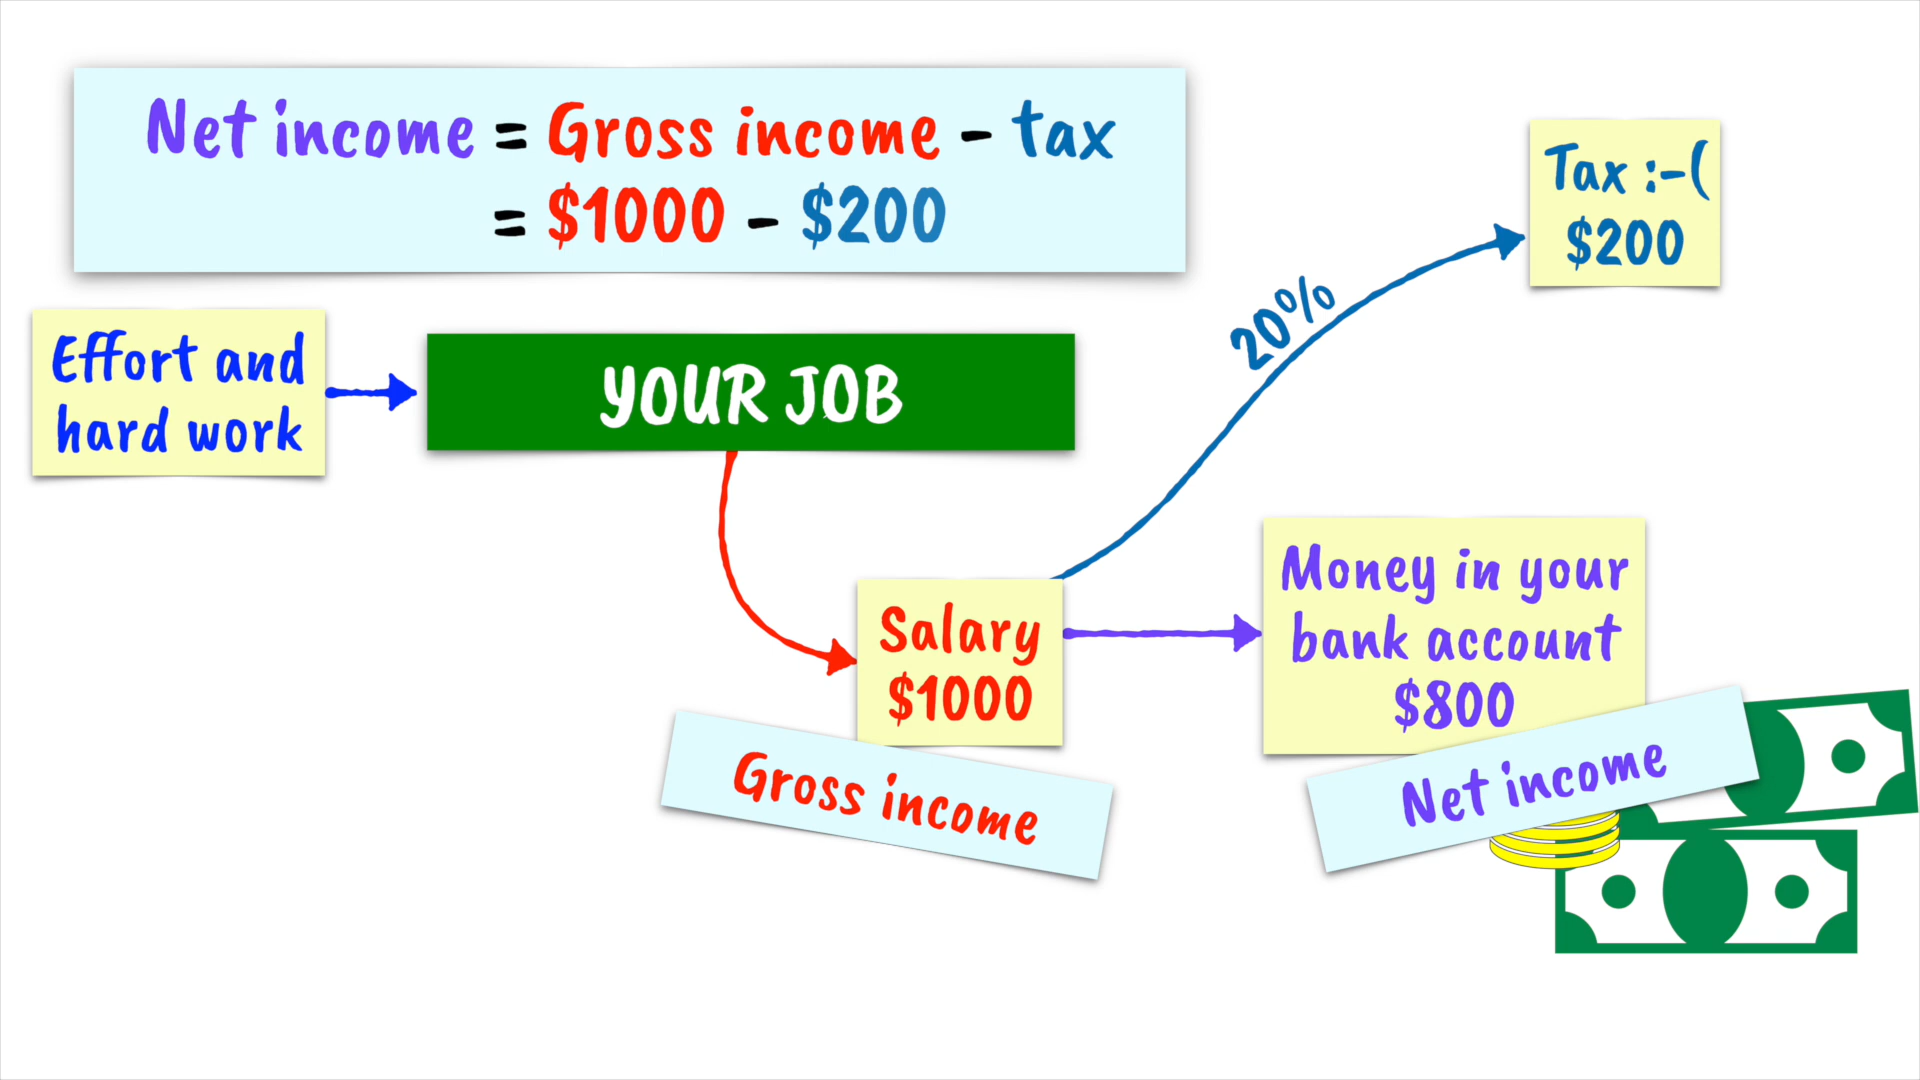 Net income = Gross income - tax
= $1000 - $200
Tax :-(
$200
20%
Effort and
hard work
YOUR JOB
Salary
$1000
Gross income
Money in your
bank account
$800
Net income